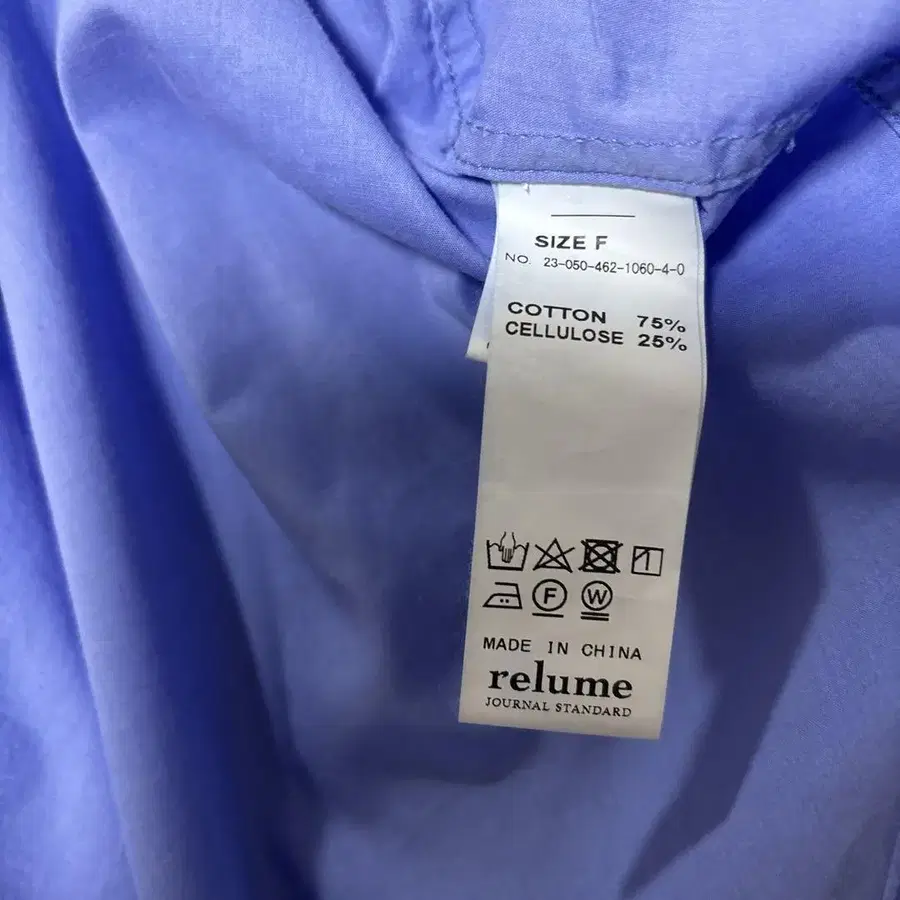 SIZE F
NO. 23-050-462-1060-4-0
COTTON 75%
CELLULOSE 25%
F W
MADE IN CHINA
relume
JOURNAL STANDARD